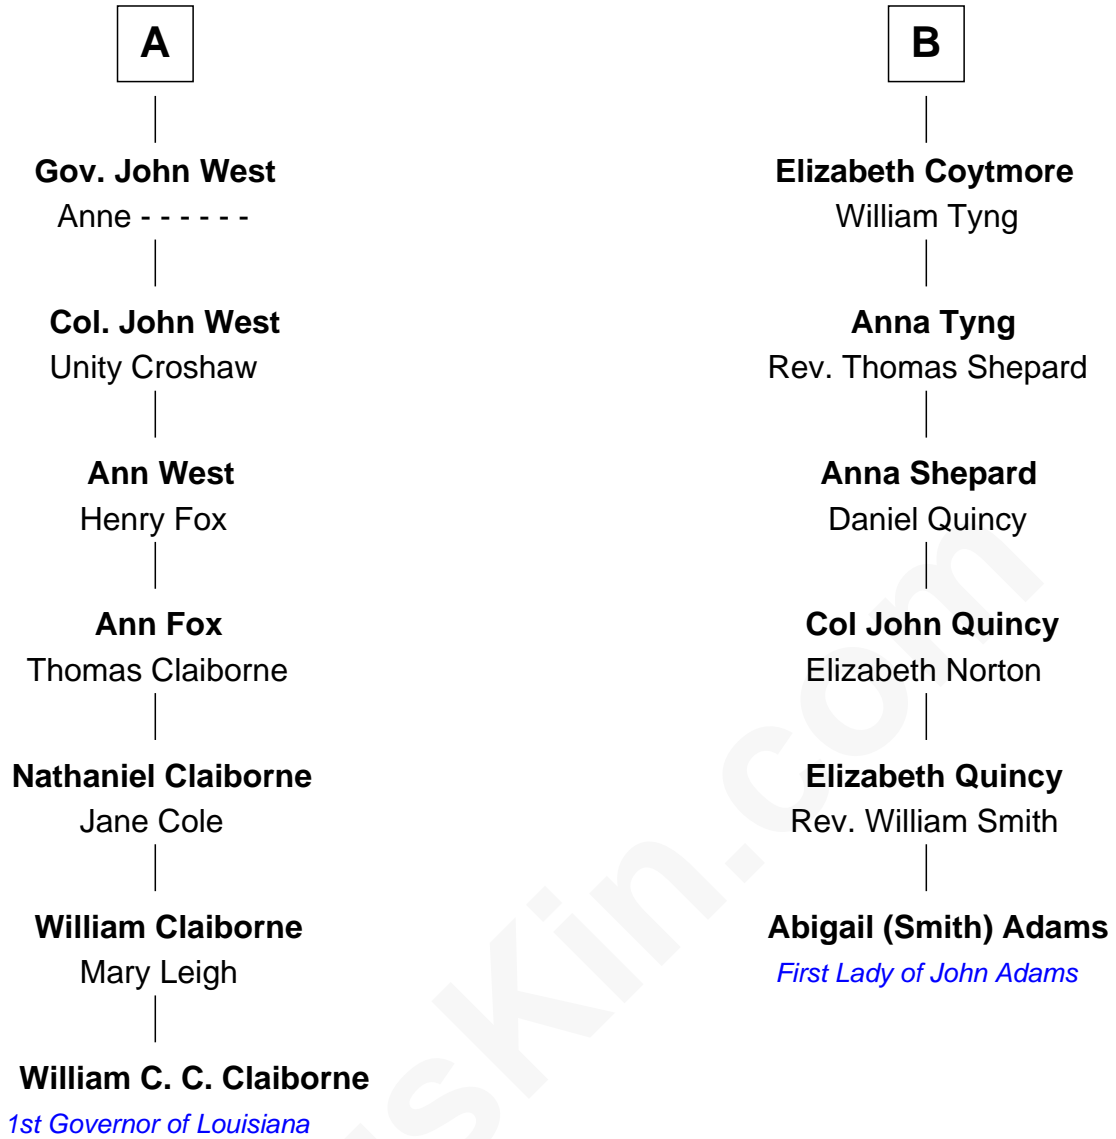 A
Gov. John West
Anne - - - - - -
Col. John West
Unity Croshaw
Ann West
Henry Fox
Ann Fox
Thomas Claiborne
Nathaniel Claiborne
Jane Cole
William Claiborne
Mary Leigh
William C. C. Claiborne
1st Governor of Louisiana
B
Elizabeth Coytmore
William Tyng
Anna Tyng
Rev. Thomas Shepard
Anna Shepard
Daniel Quincy
Col John Quincy
Elizabeth Norton
Elizabeth Quincy
Rev. William Smith
Abigail (Smith) Adams
First Lady of John Adams